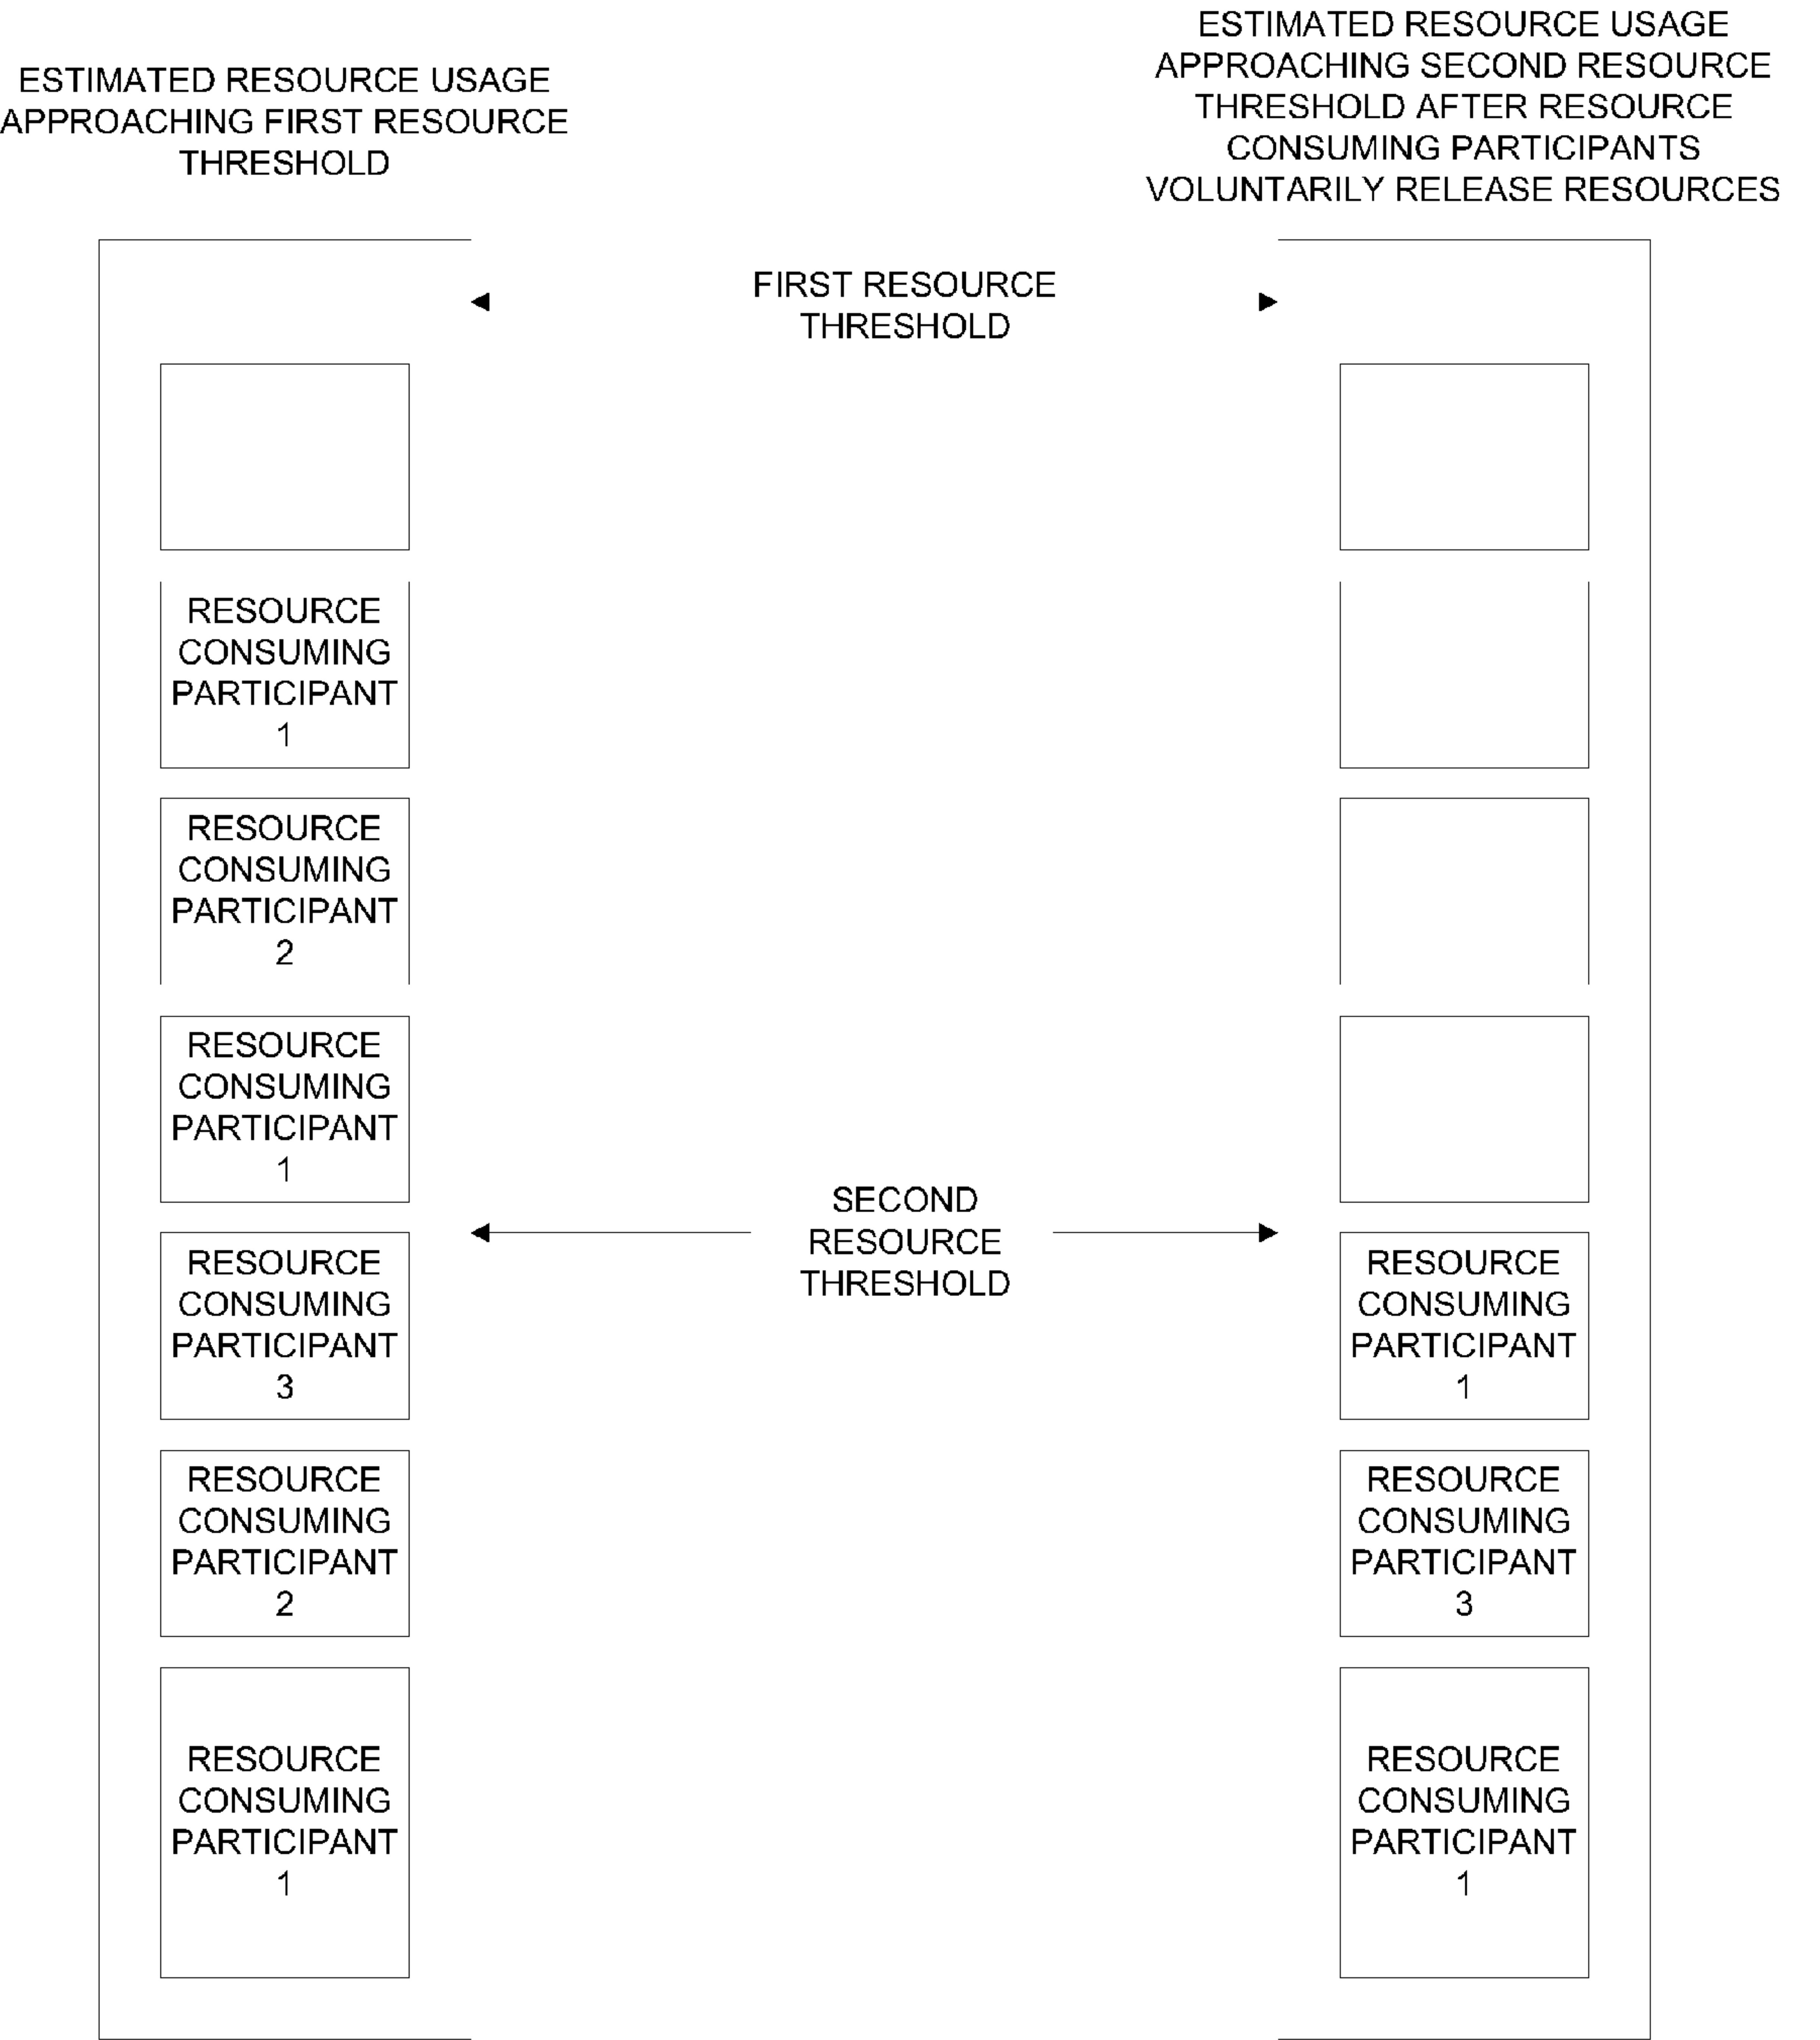 ESTIMATED RESOURCE USAGE
APPROACHING FIRST RESOURCE
THRESHOLD
ESTIMATED RESOURCE USAGE
APPROACHING SECOND RESOURCE
THRESHOLD AFTER RESOURCE
CONSUMING PARTICIPANTS
VOLUNTARILY RELEASE RESOURCES
FIRST RESOURCE
THRESHOLD
RESOURCE
CONSUMING
PARTICIPANT
1
RESOURCE
CONSUMING
PARTICIPANT
2
RESOURCE
CONSUMING
PARTICIPANT
1
SECOND
RESOURCE
THRESHOLD
RESOURCE
CONSUMING
PARTICIPANT
3
RESOURCE
CONSUMING
PARTICIPANT
1
RESOURCE
CONSUMING
PARTICIPANT
2
RESOURCE
CONSUMING
PARTICIPANT
3
RESOURCE
CONSUMING
PARTICIPANT
1
RESOURCE
CONSUMING
PARTICIPANT
1